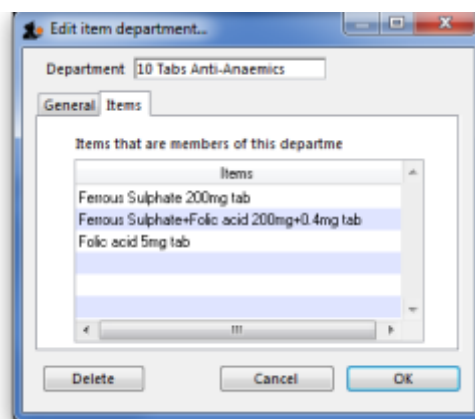 Edit item department...
Department 10 Tabs Anti-Anaemics
General Items
Items that are members of this departme
Items
Ferrous Sulphate 200mg tab
Ferrous Sulphate+Folic acid 200mg+0.4mg tab
Folic acid 5mg tab
Delete Cancel OK